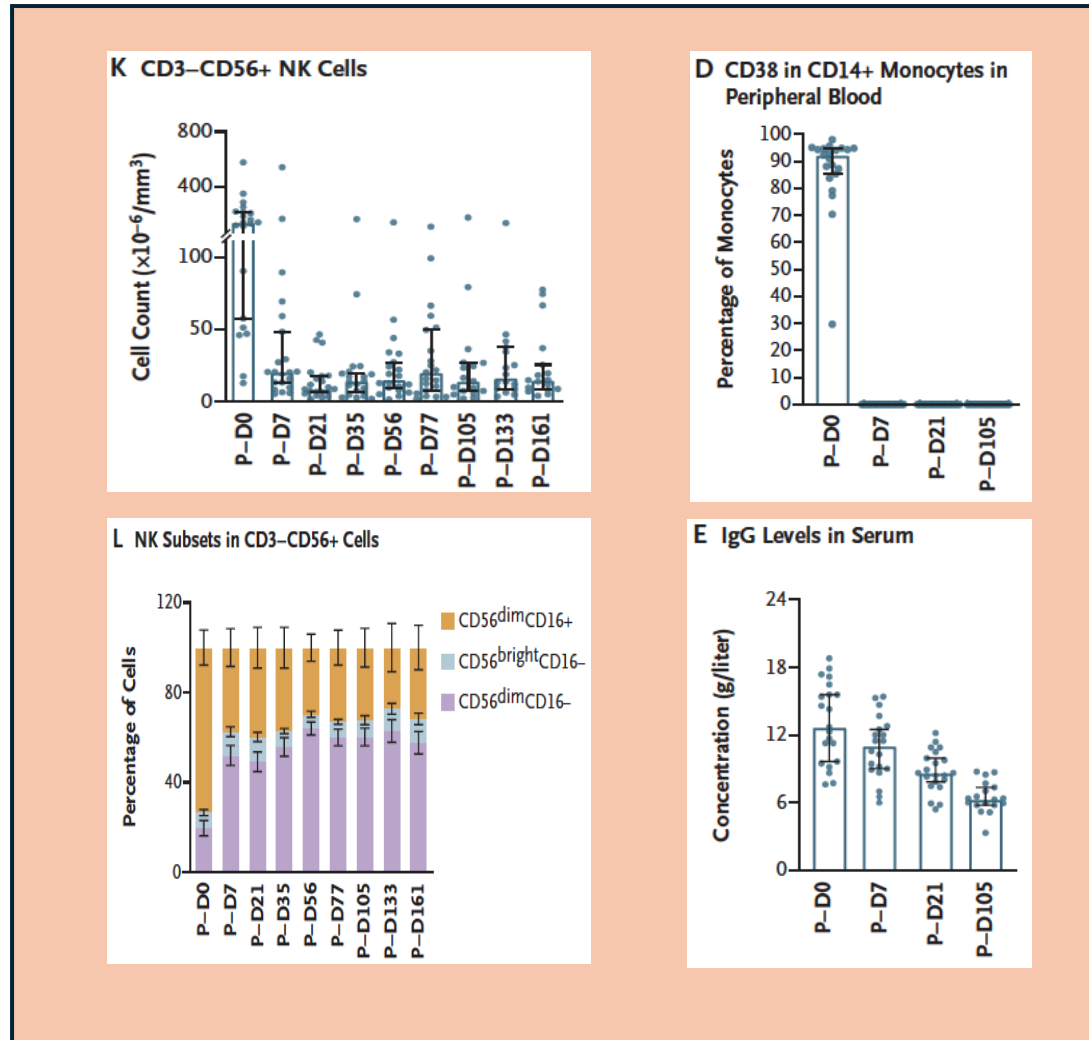 K CD3–CD56+ NK Cells
Cell Count (×10⁻⁶/mm³)
800
400
100
50
0
P–D0
P–D7
P–D21
P–D35
P–D56
P–D77
P–D105
P–D133
P–D161
D CD38 in CD14+ Monocytes in
Peripheral Blood
Percentage of Monocytes
100
90
80
70
60
50
40
30
20
10
0
P–D0
P–D7
P–D21
P–D105
L NK Subsets in CD3–CD56+ Cells
Percentage of Cells
120
80
40
0
P–D0
P–D7
P–D21
P–D35
P–D56
P–D77
P–D105
P–D133
P–D161
CD56dimCD16+
CD56brightCD16–
CD56dimCD16–
E IgG Levels in Serum
Concentration (g/liter)
24
18
12
6
0
P–D0
P–D7
P–D21
P–D105